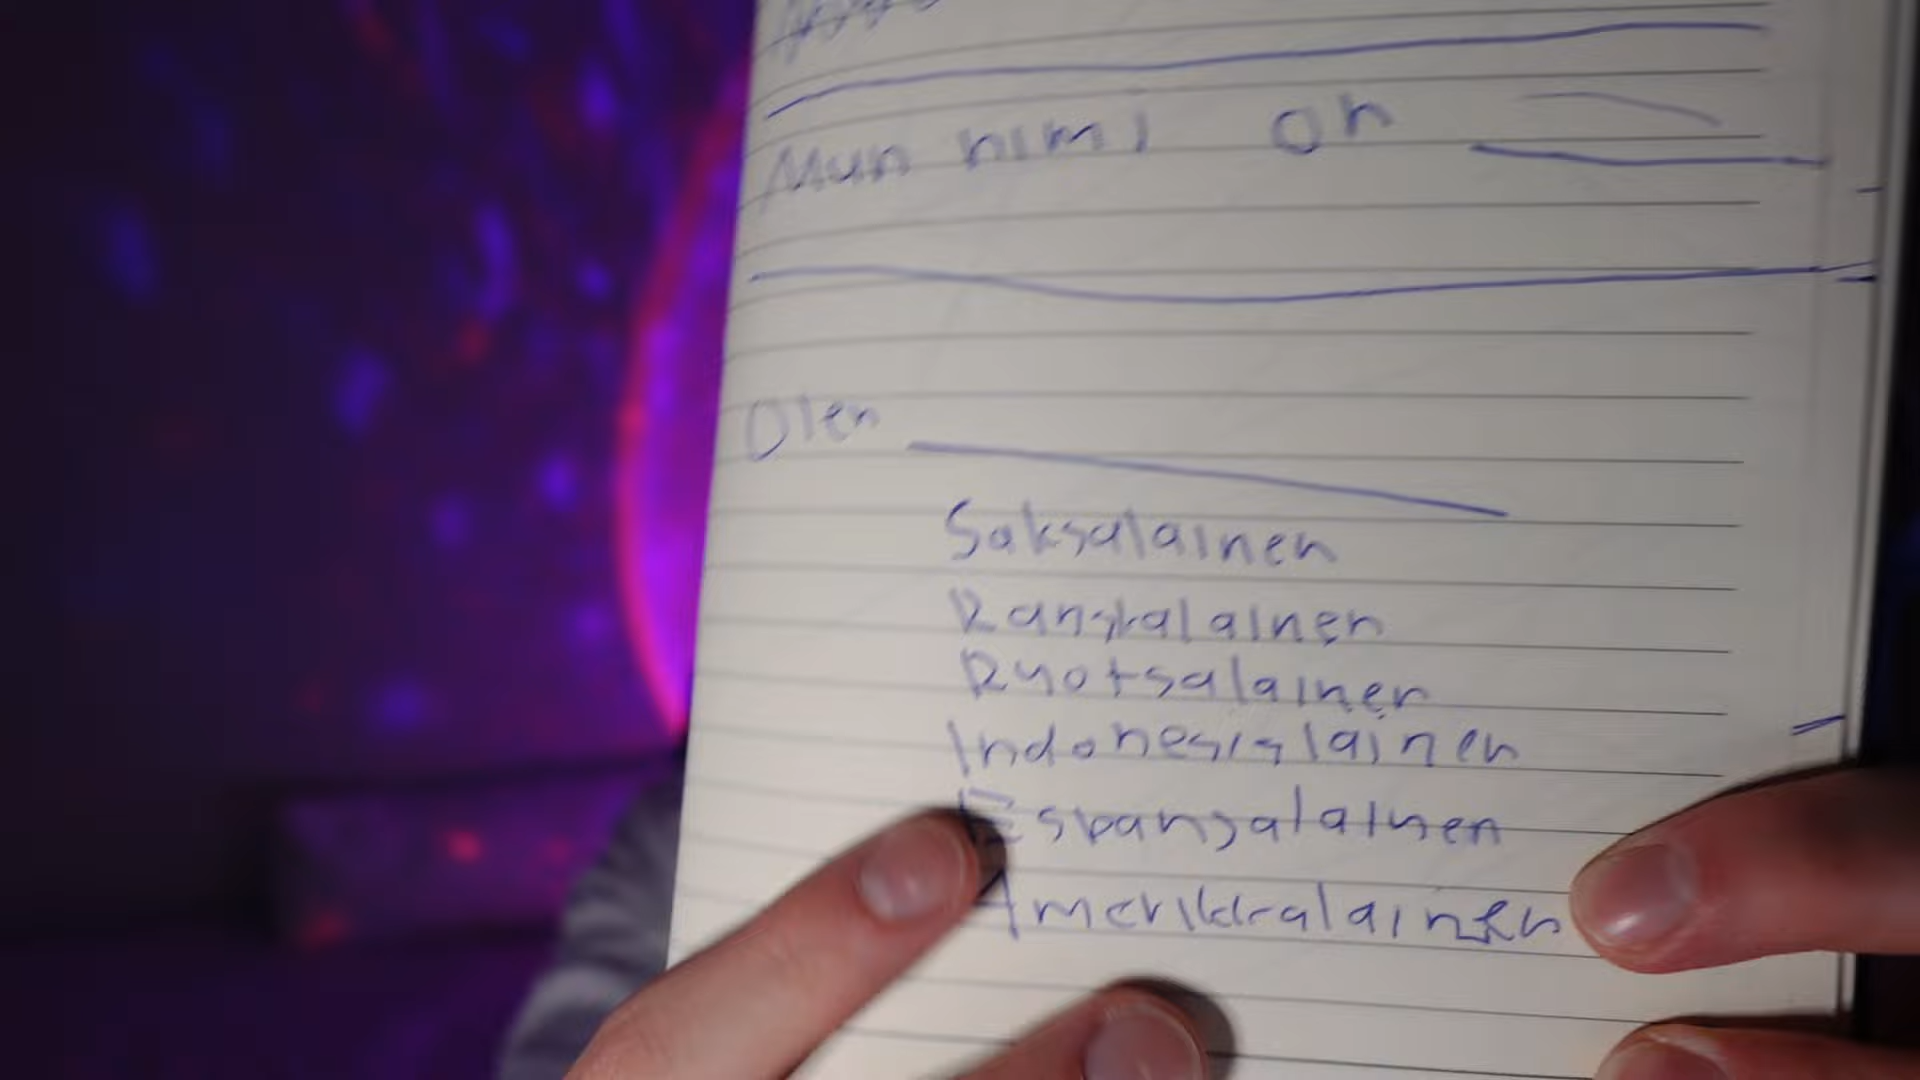 Mun nimi on
Olen
Saksalainen
Ranskalainen
Ruotsalainen
Indonesialainen
Espanjalainen
Amerikkalainen